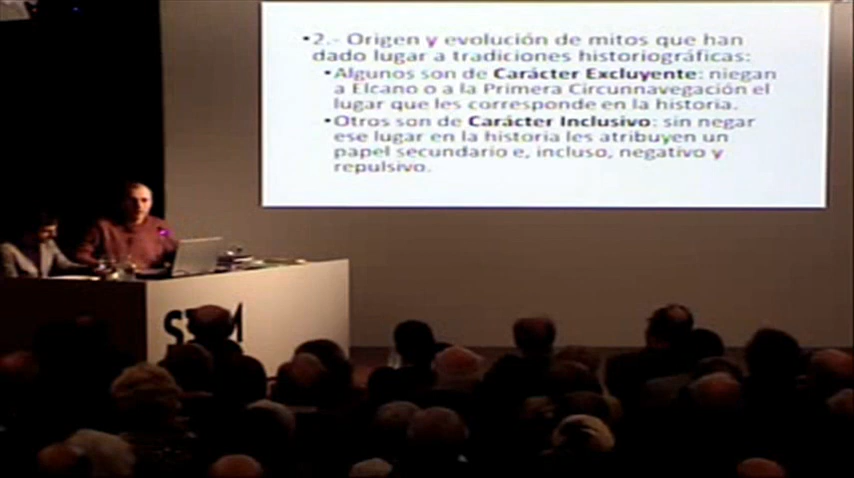 •2.- Origen y evolución de mitos que han
dado lugar a tradiciones historiográficas:
•Algunos son de Carácter Excluyente: niegan
a Elcano o a la Primera Circunnavegación el
lugar que les corresponde en la historia.
•Otros son de Carácter Inclusivo: sin negar
ese lugar en la historia les atribuyen un
papel secundario e, incluso, negativo y
repulsivo.